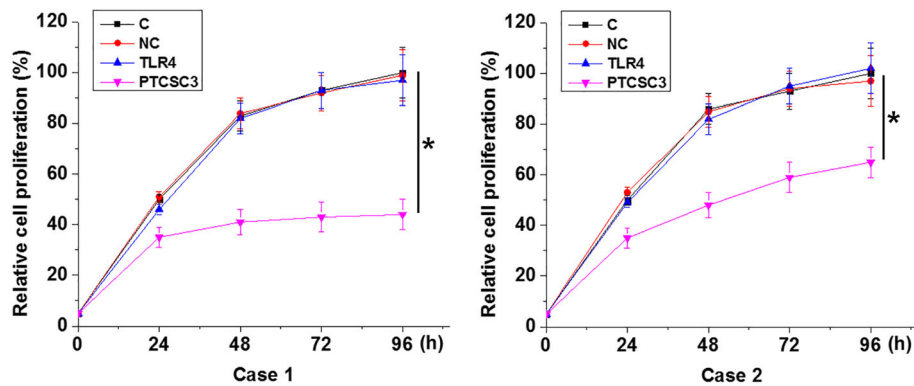 C
NC
TLR4
PTCSC3
Relative cell proliferation (%)
120
100
80
60
40
20
0
*
0 24 48 72 96 (h)
Case 1
C
NC
TLR4
PTCSC3
Relative cell proliferation (%)
120
100
80
60
40
20
0
*
0 24 48 72 96 (h)
Case 2